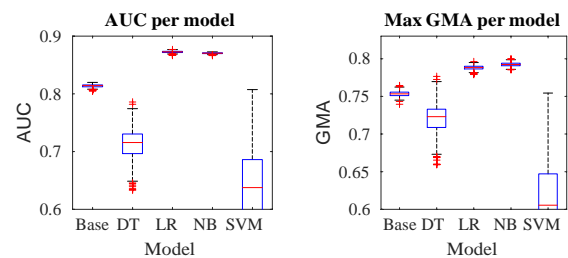 AUC per model
0.9
0.8
0.7
0.6
AUC
Base DT LR NB SVM
Model
Max GMA per model
0.8
0.75
0.7
0.65
0.6
GMA
Base DT LR NB SVM
Model